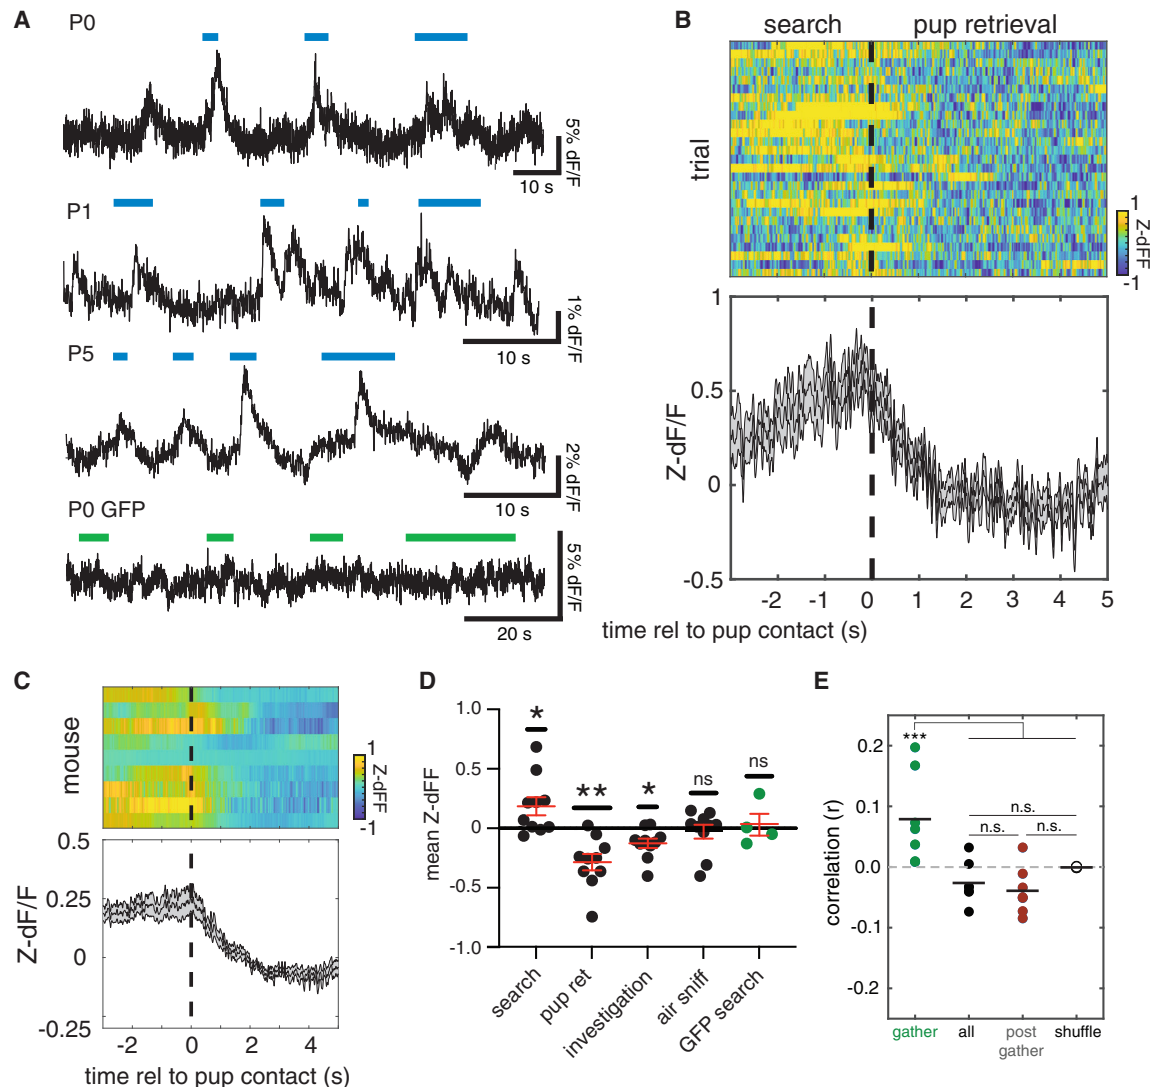 A
P0
5% dF/F
10 s
P1
1% dF/F
10 s
P5
2% dF/F
10 s
P0 GFP
5% dF/F
20 s
B
search
pup retrieval
trial
1
Z-dFF
-1
1
0.5
0
-0.5
Z-dF/F
-2 -1 0 1 2 3 4 5
time rel to pup contact (s)
C
mouse
1
Z-dFF
-1
0.5
0.25
0
-0.25
Z-dF/F
-2 0 2 4
time rel to pup contact (s)
D
1.0
0.5
0
-0.5
-1.0
mean Z-dFF
* ** * ns ns
search
pup ret
investigation
air sniff
GFP search
E
***
n.s.
n.s. n.s.
0.2
0.1
0.0
-0.1
-0.2
correlation (r)
gather all post gather shuffle